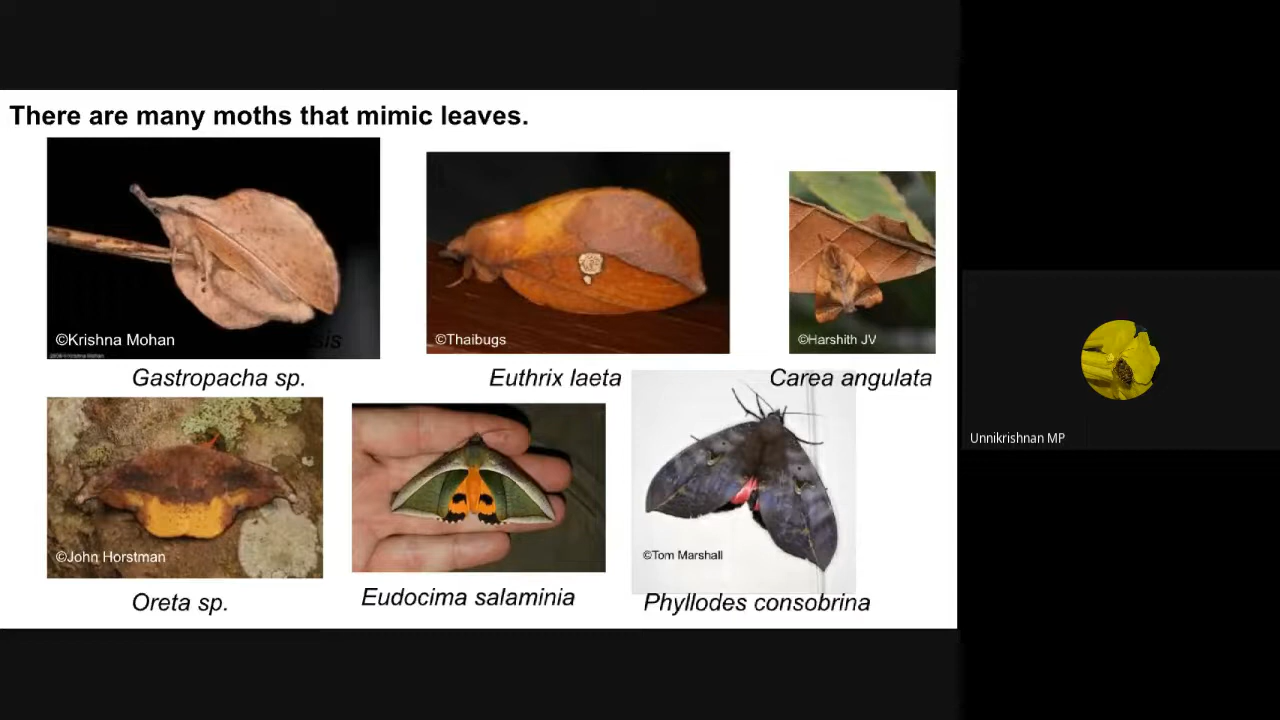 There are many moths that mimic leaves.
©Krishna Mohan
©Thaibugs
©Harshith JV
Gastropacha sp.
Euthrix laeta
Carea angulata
©John Horstman
©Tom Marshall
Oreta sp.
Eudocima salaminia
Phyllodes consobrina
Unnikrishnan MP